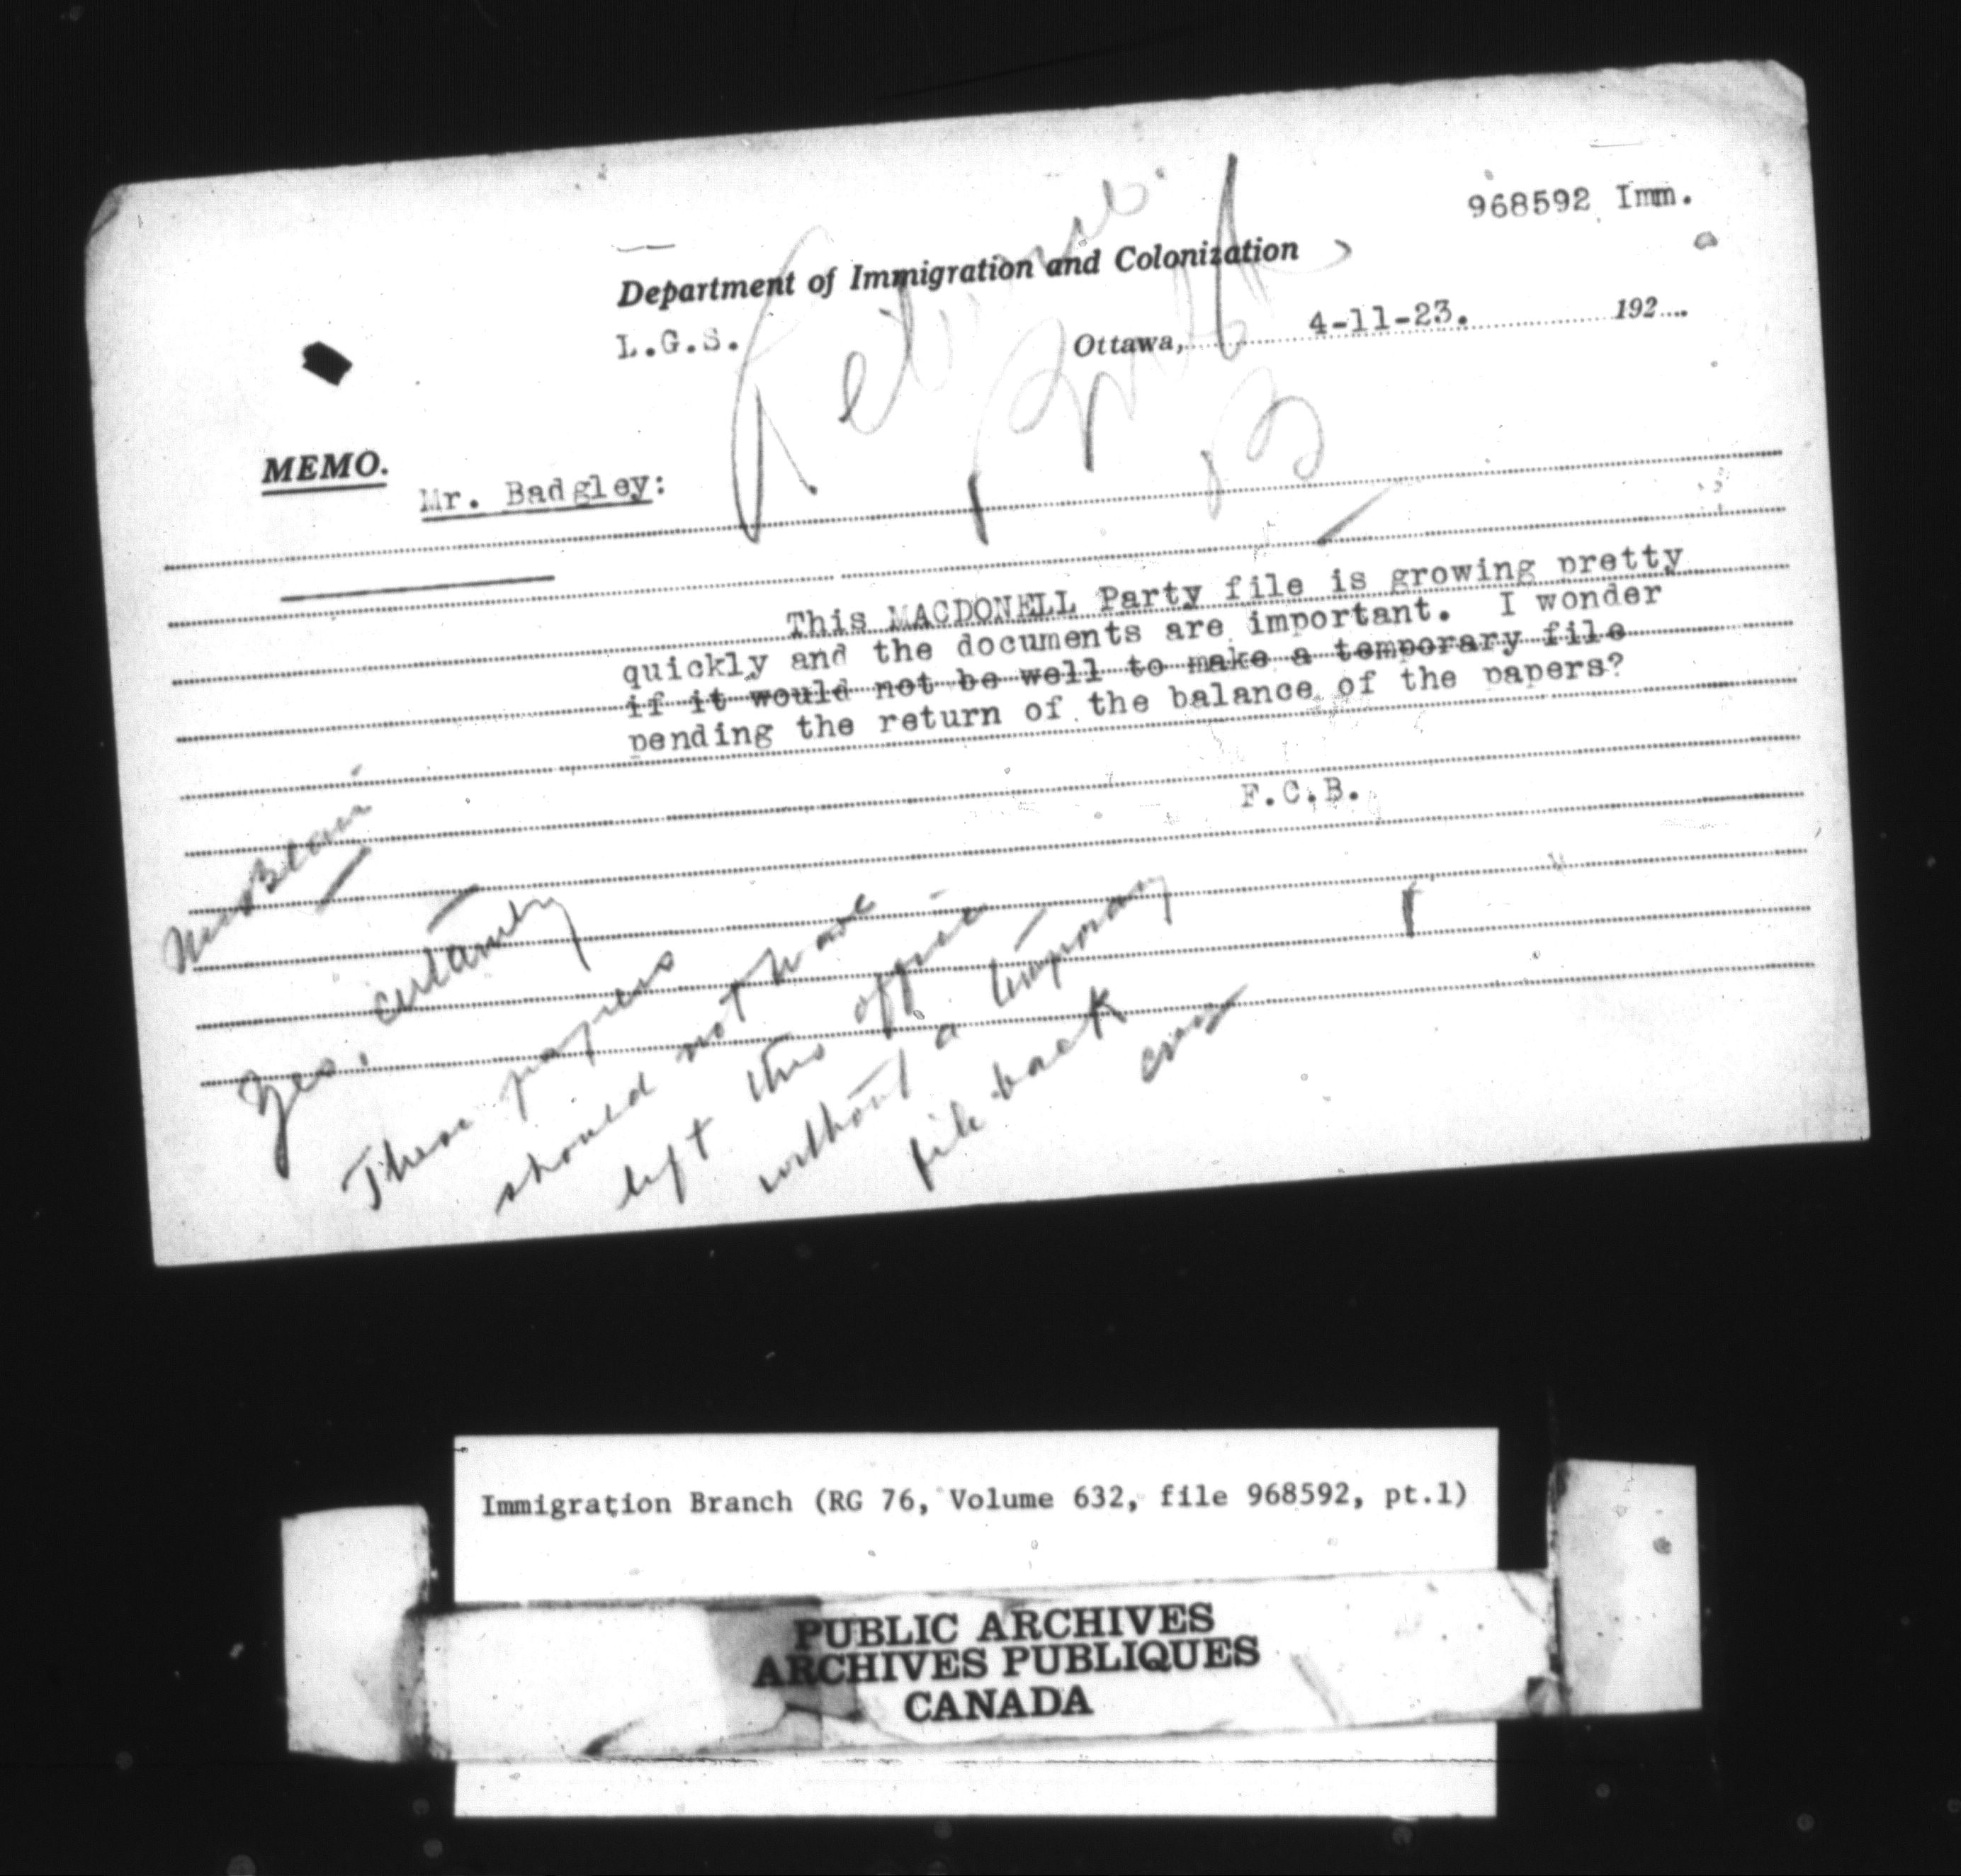 968592 Imm.
Department of Immigration and Colonization
L.G.S.
Ottawa, 4-11-23. 192
MEMO.
Mr. Badgley:
This MACDONELL Party file is growing pretty
quickly and the documents are important. I wonder
if it would not be well to make a temporary file
pending the return of the balance of the papers?
F.C.B.
Yes, certainly
These papers
should not have
left this office
without a temporary
file back
Immigration Branch (RG 76, Volume 632, file 968592, pt.1)
PUBLIC ARCHIVES
ARCHIVES PUBLIQUES
CANADA